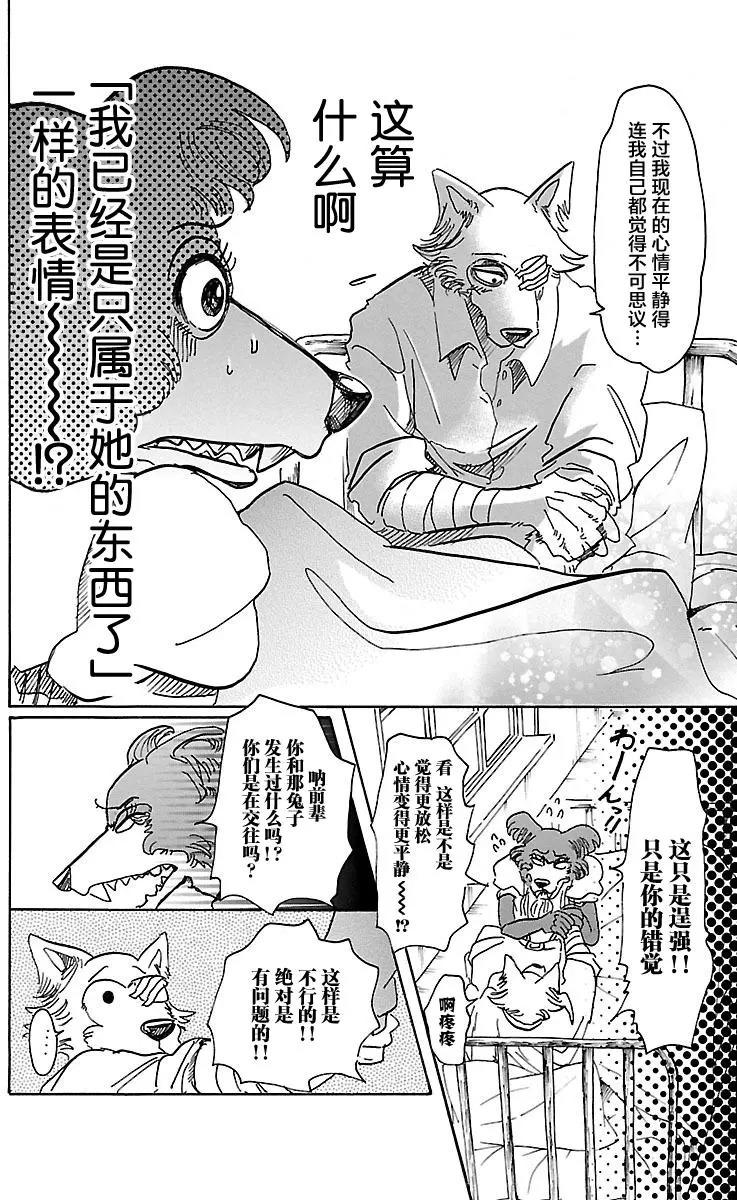 不过我现在的心情平静得
连我自己都觉得不可思议…
这算
什么啊
「我已经是只属于她的东西了」
一样的表情～～～～!?
わーん!!
这只是逞强!!
只是你的错觉
看 这样是不是
觉得更放松
心情变得更平静
～～～!?
啊疼疼
呐前辈
你和那兔子
发生过什么吗?!
你们是在交往吗?
这样是
不行的!!
绝对是
有问题的!!
…